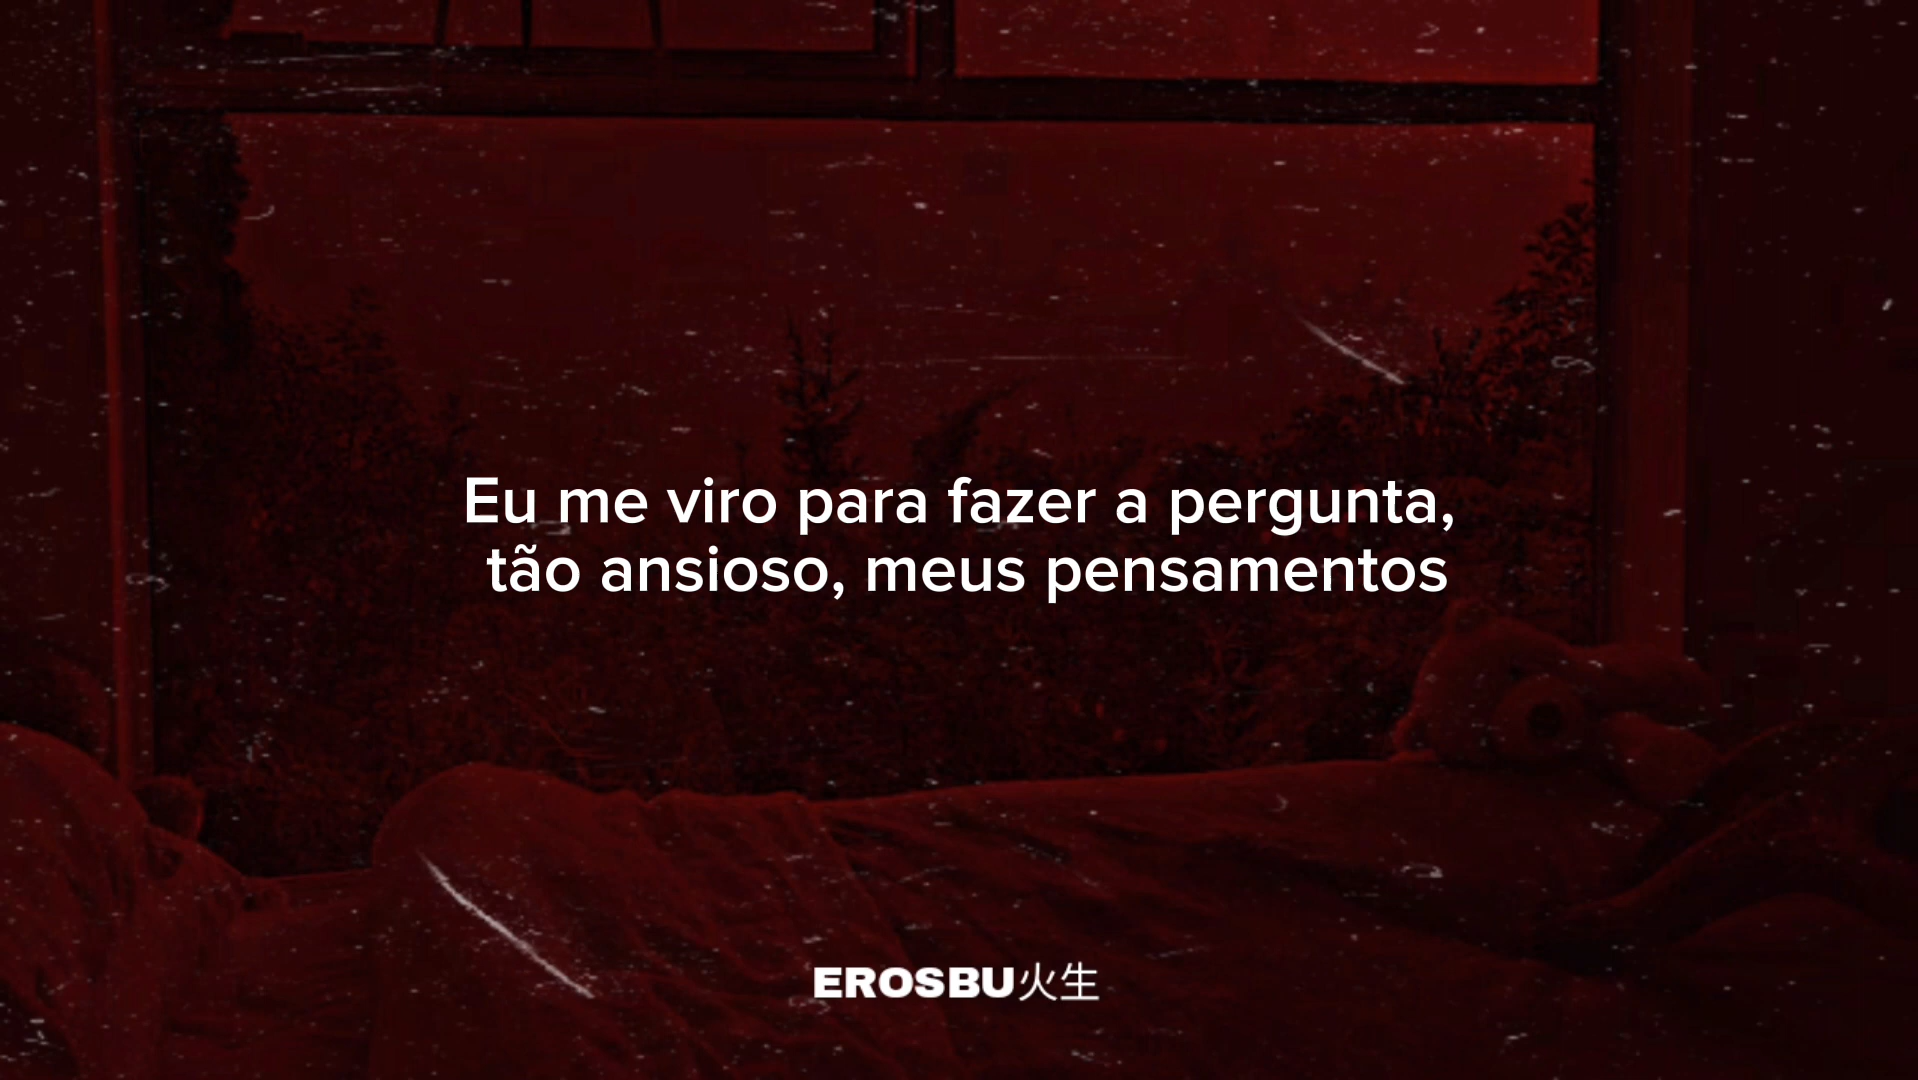 Eu me viro para fazer a pergunta,
tão ansioso, meus pensamentos
EROSBU火生